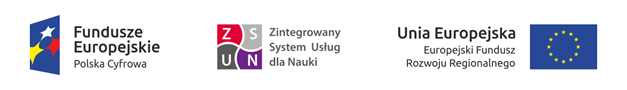 Fundusze
Europejskie
Polska Cyfrowa
Z S
U N
Zintegrowany
System Usług
dla Nauki
Unia Europejska
Europejski Fundusz
Rozwoju Regionalnego